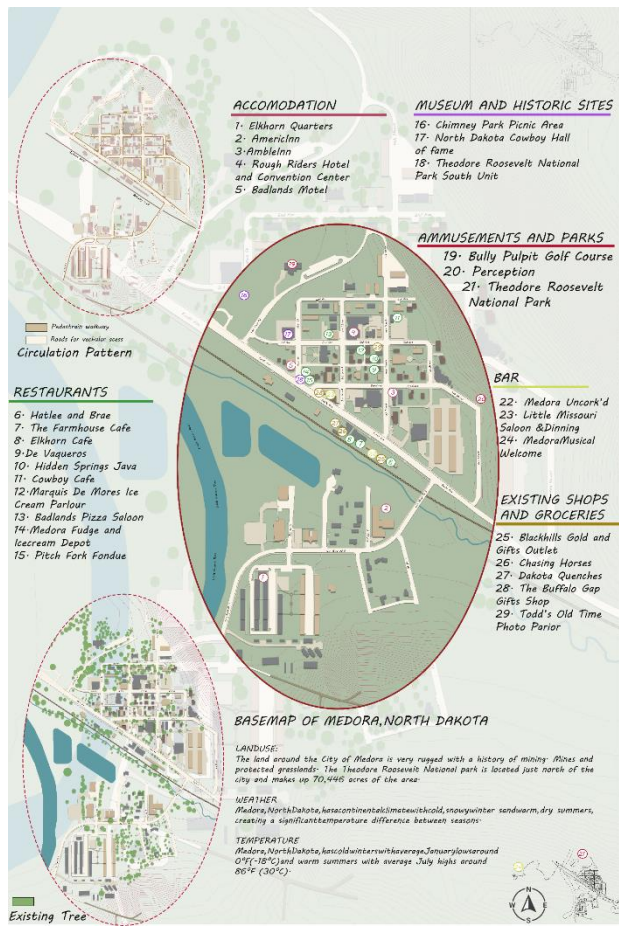 ACCOMODATION
1. Elkhorn Quarters
2. AmericInn
3.AmbleInn
4. Rough Riders Hotel
and Convention Center
5. Badlands Motel
MUSEUM AND HISTORIC SITES
16. Chimney Park Picnic Area
17. North Dakota Cowboy Hall
of fame
18. Theodore Roosevelt National
Park South Unit
AMMUSEMENTS AND PARKS
19. Bully Pulpit Golf Course
20. Perception
21. Theodore Roosevelt
National Park
Pedestrain walkway
Roads for vechular access
Circulation Pattern
RESTAURANTS
6. Hatlee and Brae
7. The Farmhouse Cafe
8. Elkhorn Cafe
9.De Vaqueros
10. Hidden Springs Java
11. Cowboy Cafe
12.Marquis De Mores Ice
Cream Parlour
13. Badlands Pizza Saloon
14.Medora Fudge and
Icecream Depot
15. Pitch Fork Fondue
BAR
22. Medora Uncork'd
23. Little Missouri
Saloon &Dinning
24. MedoraMusical
Welcome
EXISTING SHOPS
AND GROCERIES
25. Blackhills Gold and
Gifts Outlet
26. Chasing Horses
27. Dakota Quenches
28. The Buffalo Gap
Gifts Shop
29. Todd's Old Time
Photo Parlor
BASEMAP OF MEDORA,NORTH DAKOTA
LANDUSE:
The land around the City of Medora is very rugged with a history of mining. Mines and
protected grasslands. The Theodore Roosevelt National park is located just north of the
city and makes up 70,446 acres of the area.
WEATHER
Medora,NorthDakota,hasacontinentalclimatewithcold,snowywinter sandwarm,dry summers,
creating a significanttemperature difference between seasons.
TEMPERATURE
Medora,NorthDakota,hascoldwinterswithaverageJanuarylowsaround
0°F(-18°C)and warm summers with average July highs around
86°F (30°C).
Existing Tree
N
W
E
S